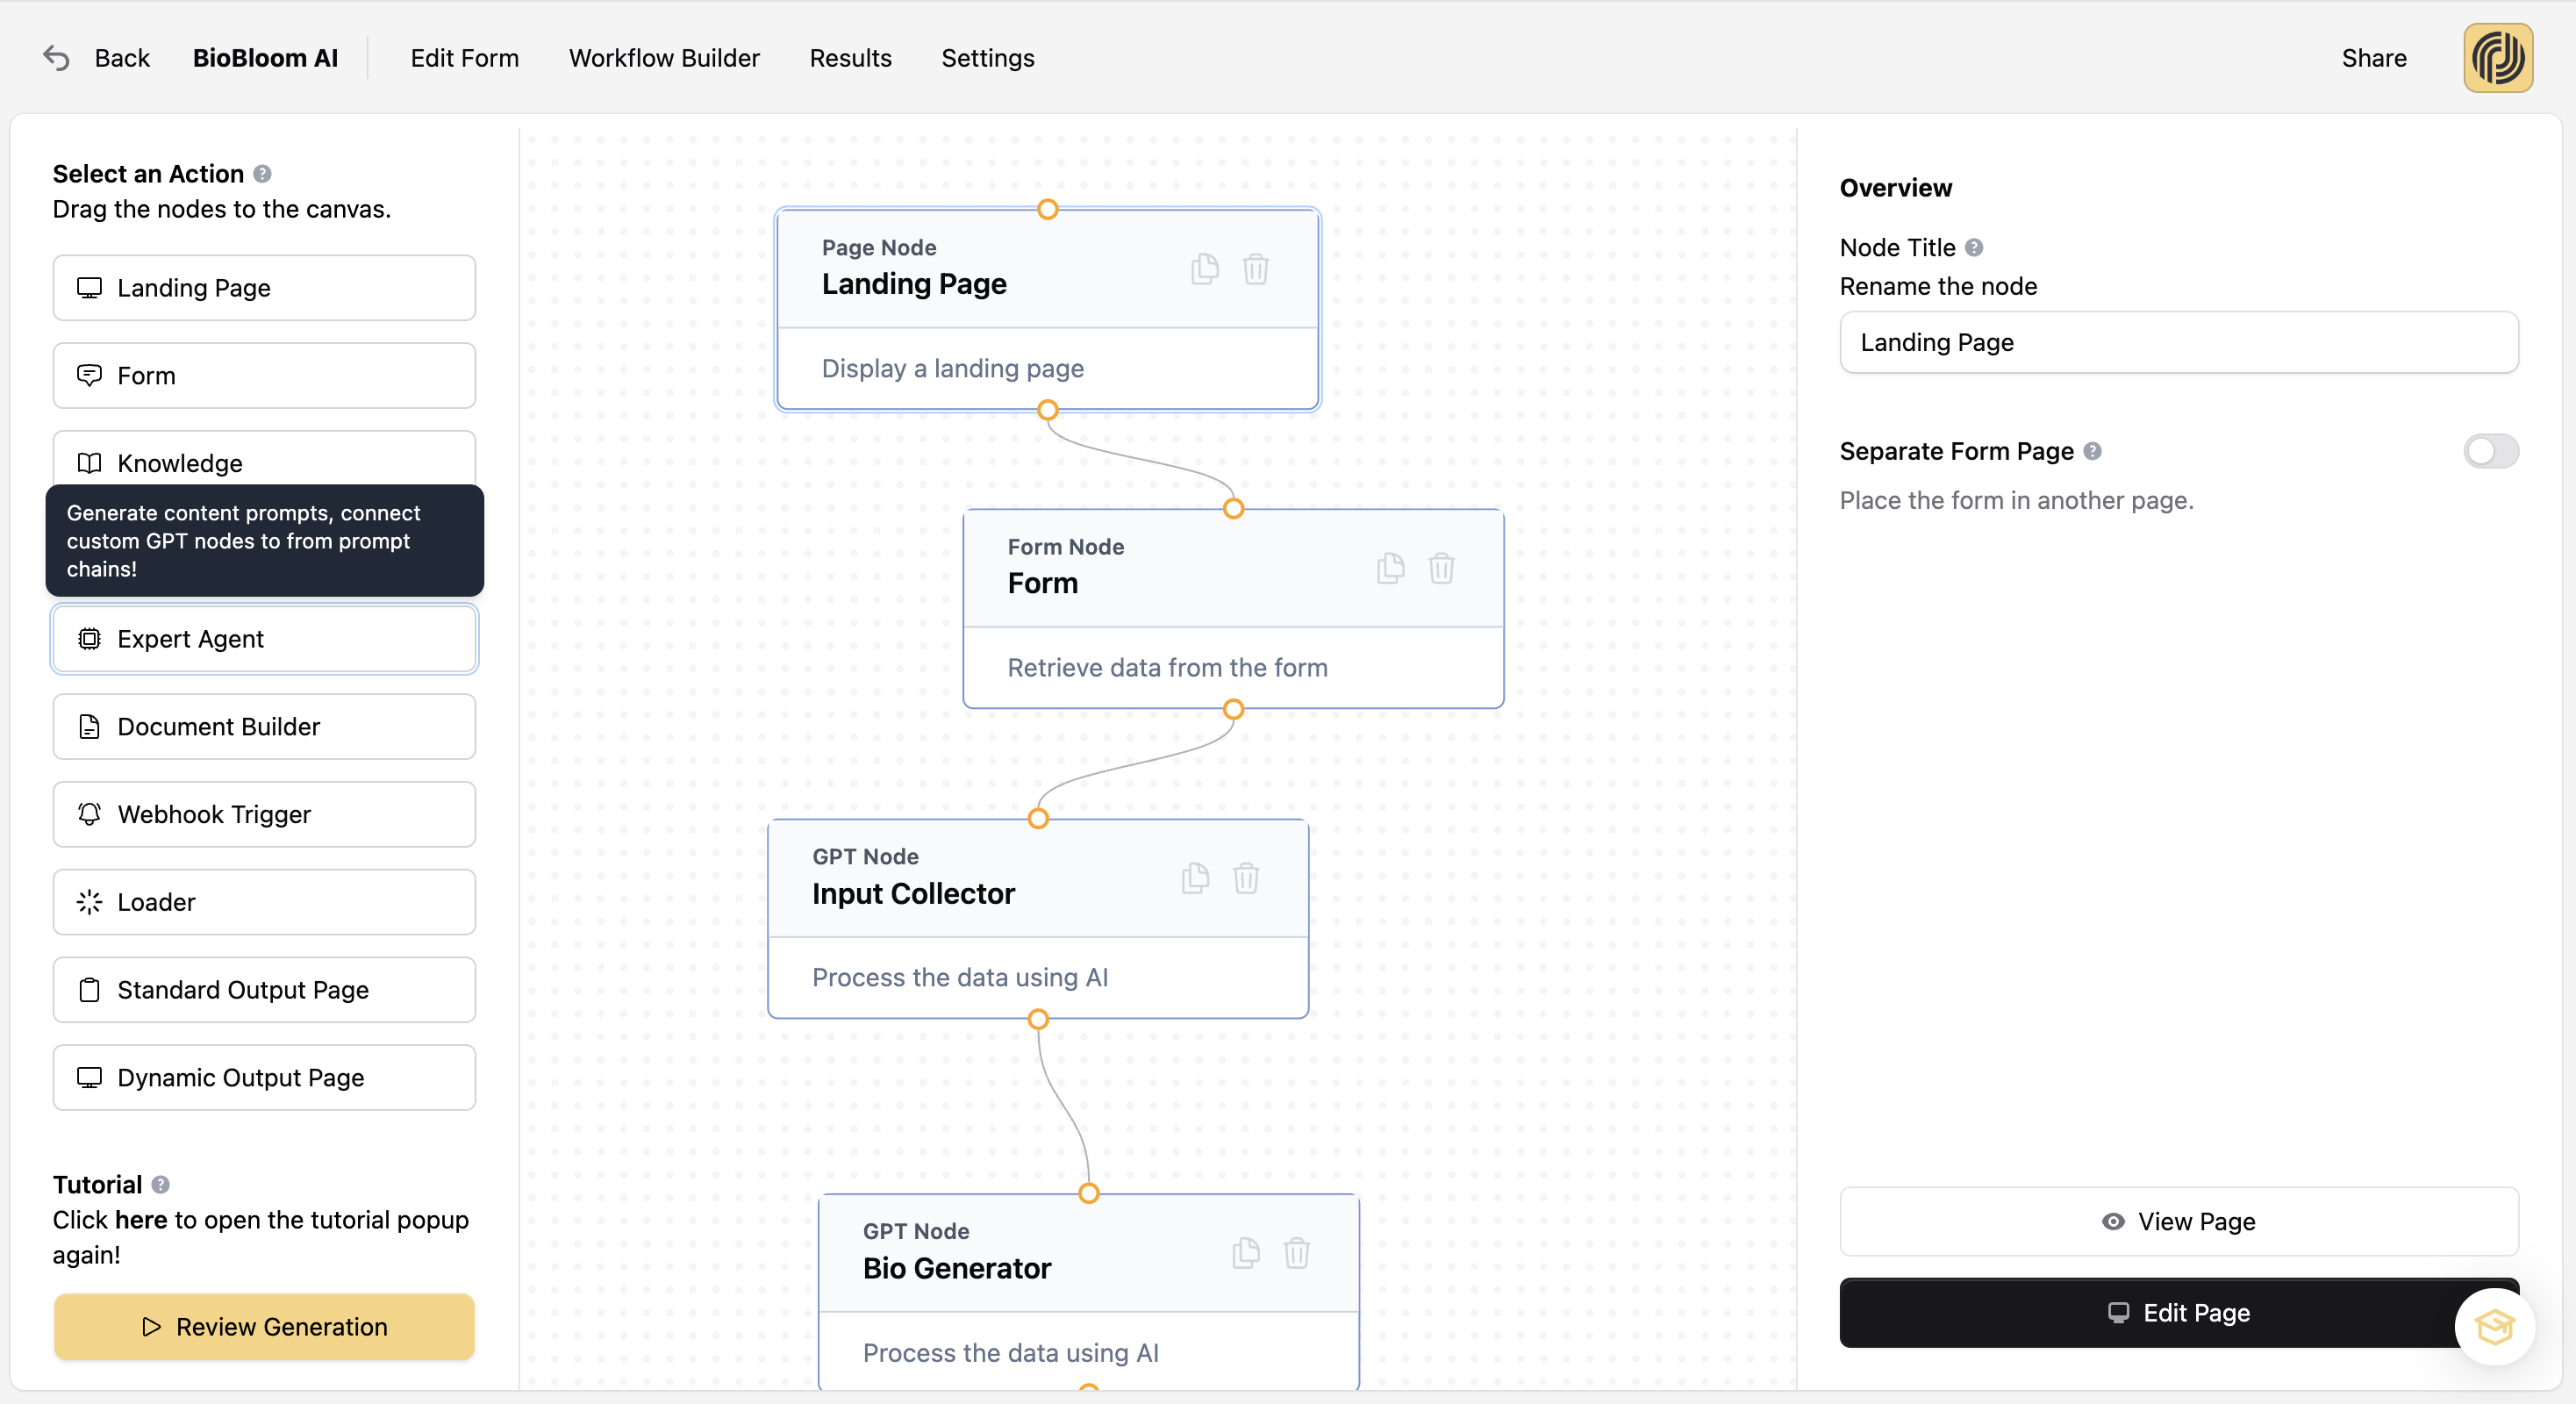 Back
BioBloom AI
Edit Form
Workflow Builder
Results
Settings
Share
Select an Action
Drag the nodes to the canvas.
Landing Page
Form
Knowledge
Generate content prompts, connect
custom GPT nodes to from prompt
chains!
Expert Agent
Document Builder
Webhook Trigger
Loader
Standard Output Page
Dynamic Output Page
Tutorial
Click here to open the tutorial popup
again!
Review Generation
Page Node
Landing Page
Display a landing page
Form Node
Form
Retrieve data from the form
GPT Node
Input Collector
Process the data using AI
GPT Node
Bio Generator
Process the data using AI
Overview
Node Title
Rename the node
Landing Page
Separate Form Page
Place the form in another page.
View Page
Edit Page